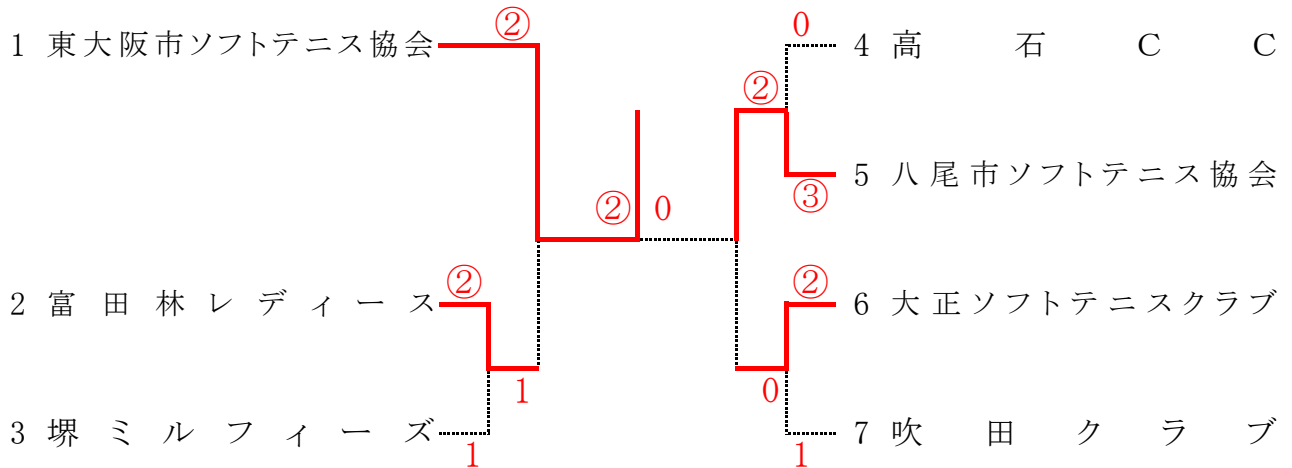 ②
0
1 東大阪市ソフトテニス協会
4 高石CC
②
5 八尾市ソフトテニス協会
③
② 0
②
②
2 富田林レディース
6 大正ソフトテニスクラブ
1
0
3 堺ミルフィーズ
7 吹田クラブ
1
1